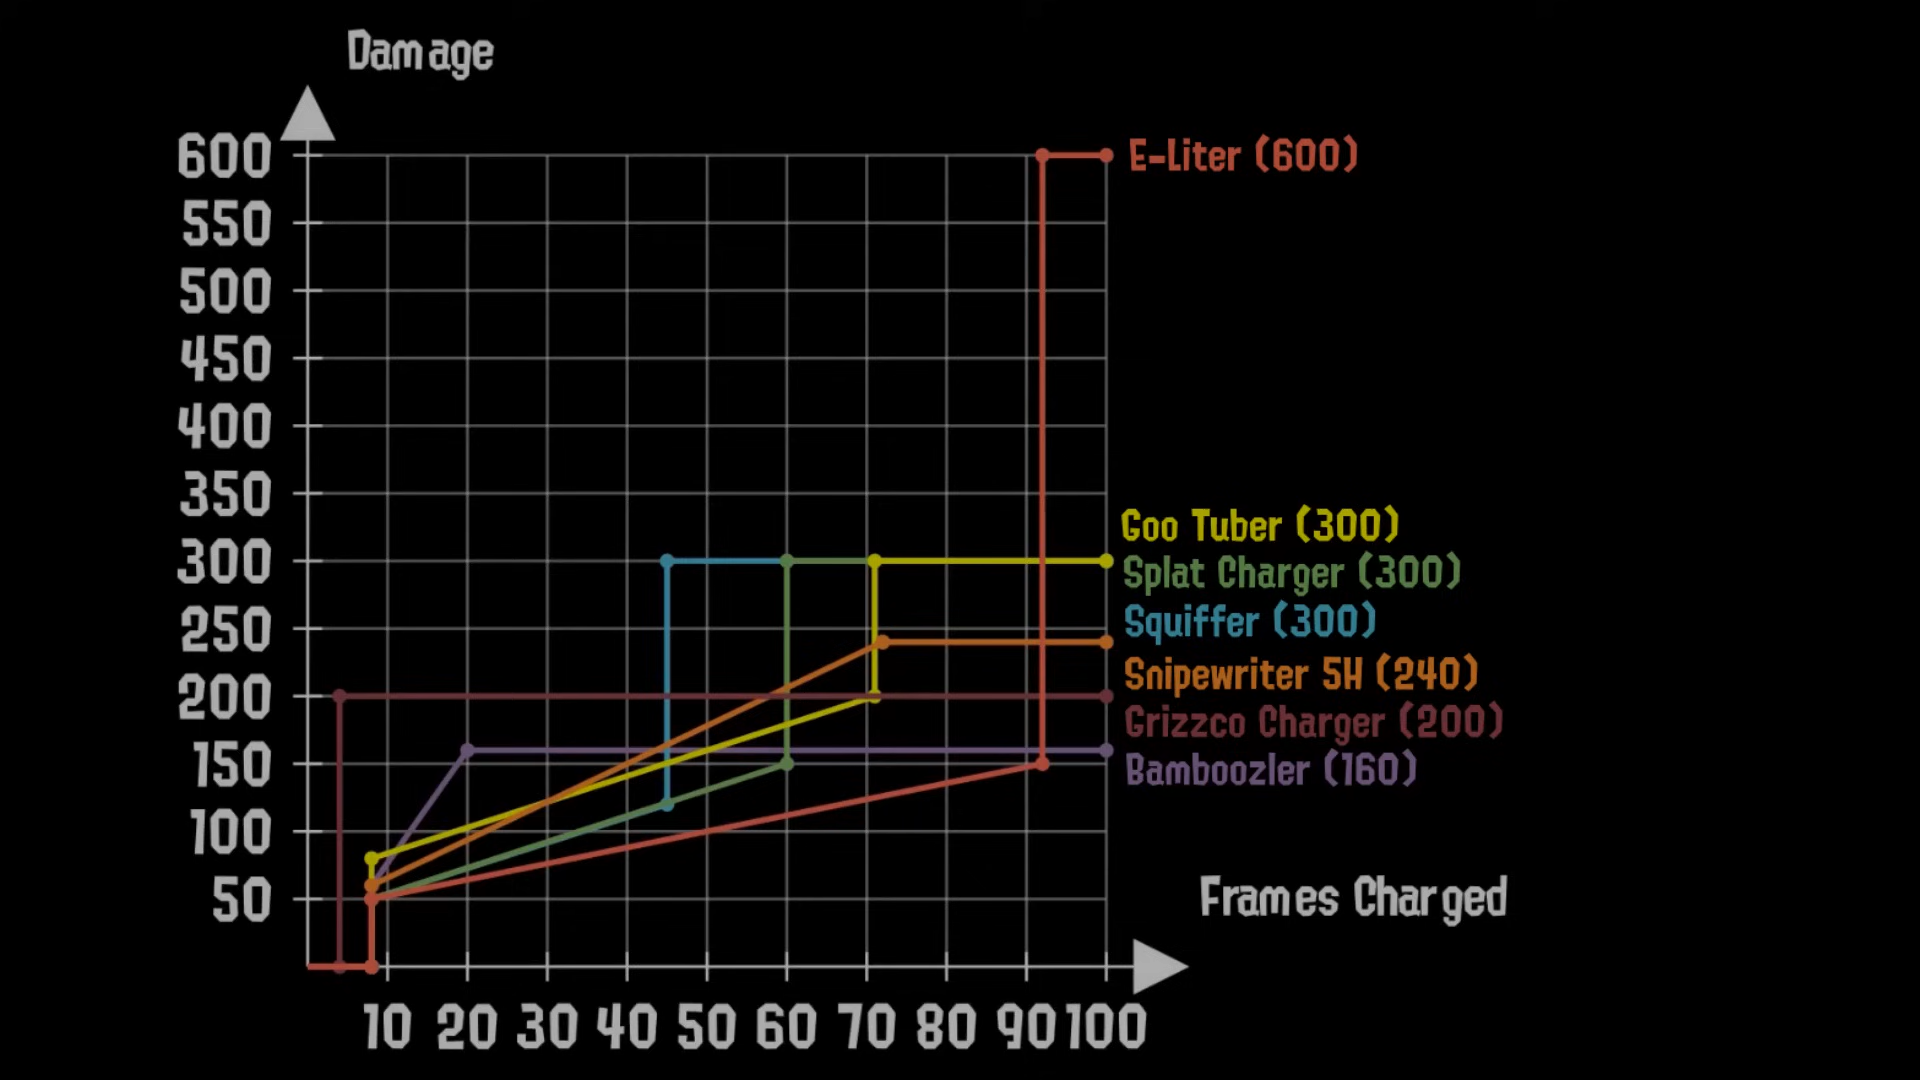 Damage
600
550
500
450
400
350
300
250
200
150
100
50
E-Liter (600)
Goo Tuber (300)
Splat Charger (300)
Squiffer (300)
Snipewriter 5H (240)
Grizzco Charger (200)
Bamboozler (160)
Frames Charged
10 20 30 40 50 60 70 80 90 100